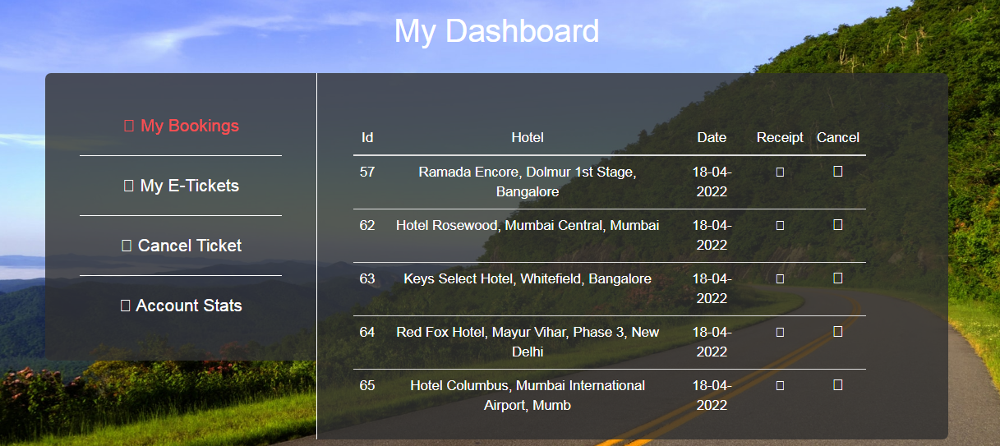 My Dashboard
My Bookings
My E-Tickets
Cancel Ticket
Account Stats
Id Hotel Date Receipt Cancel
57 Ramada Encore, Dolmur 1st Stage, 18-04-
Bangalore 2022
62 Hotel Rosewood, Mumbai Central, Mumbai 18-04-
2022
63 Keys Select Hotel, Whitefield, Bangalore 18-04-
2022
64 Red Fox Hotel, Mayur Vihar, Phase 3, New 18-04-
Delhi 2022
65 Hotel Columbus, Mumbai International 18-04-
Airport, Mumb 2022